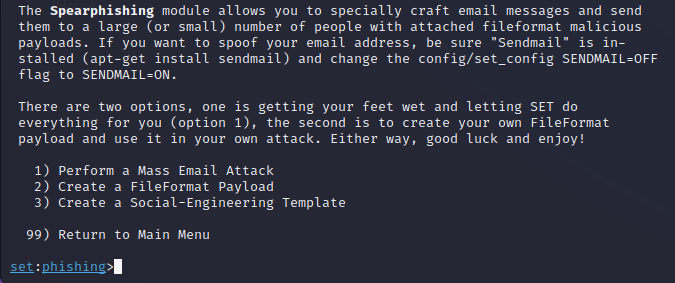 The Spearphishing module allows you to specially craft email messages and send
them to a large (or small) number of people with attached fileformat malicious
payloads. If you want to spoof your email address, be sure "Sendmail" is in-
stalled (apt-get install sendmail) and change the config/set_config SENDMAIL=OFF
flag to SENDMAIL=ON.
There are two options, one is getting your feet wet and letting SET do
everything for you (option 1), the second is to create your own FileFormat
payload and use it in your own attack. Either way, good luck and enjoy!
1) Perform a Mass Email Attack
2) Create a FileFormat Payload
3) Create a Social-Engineering Template
99) Return to Main Menu
set:phishing>